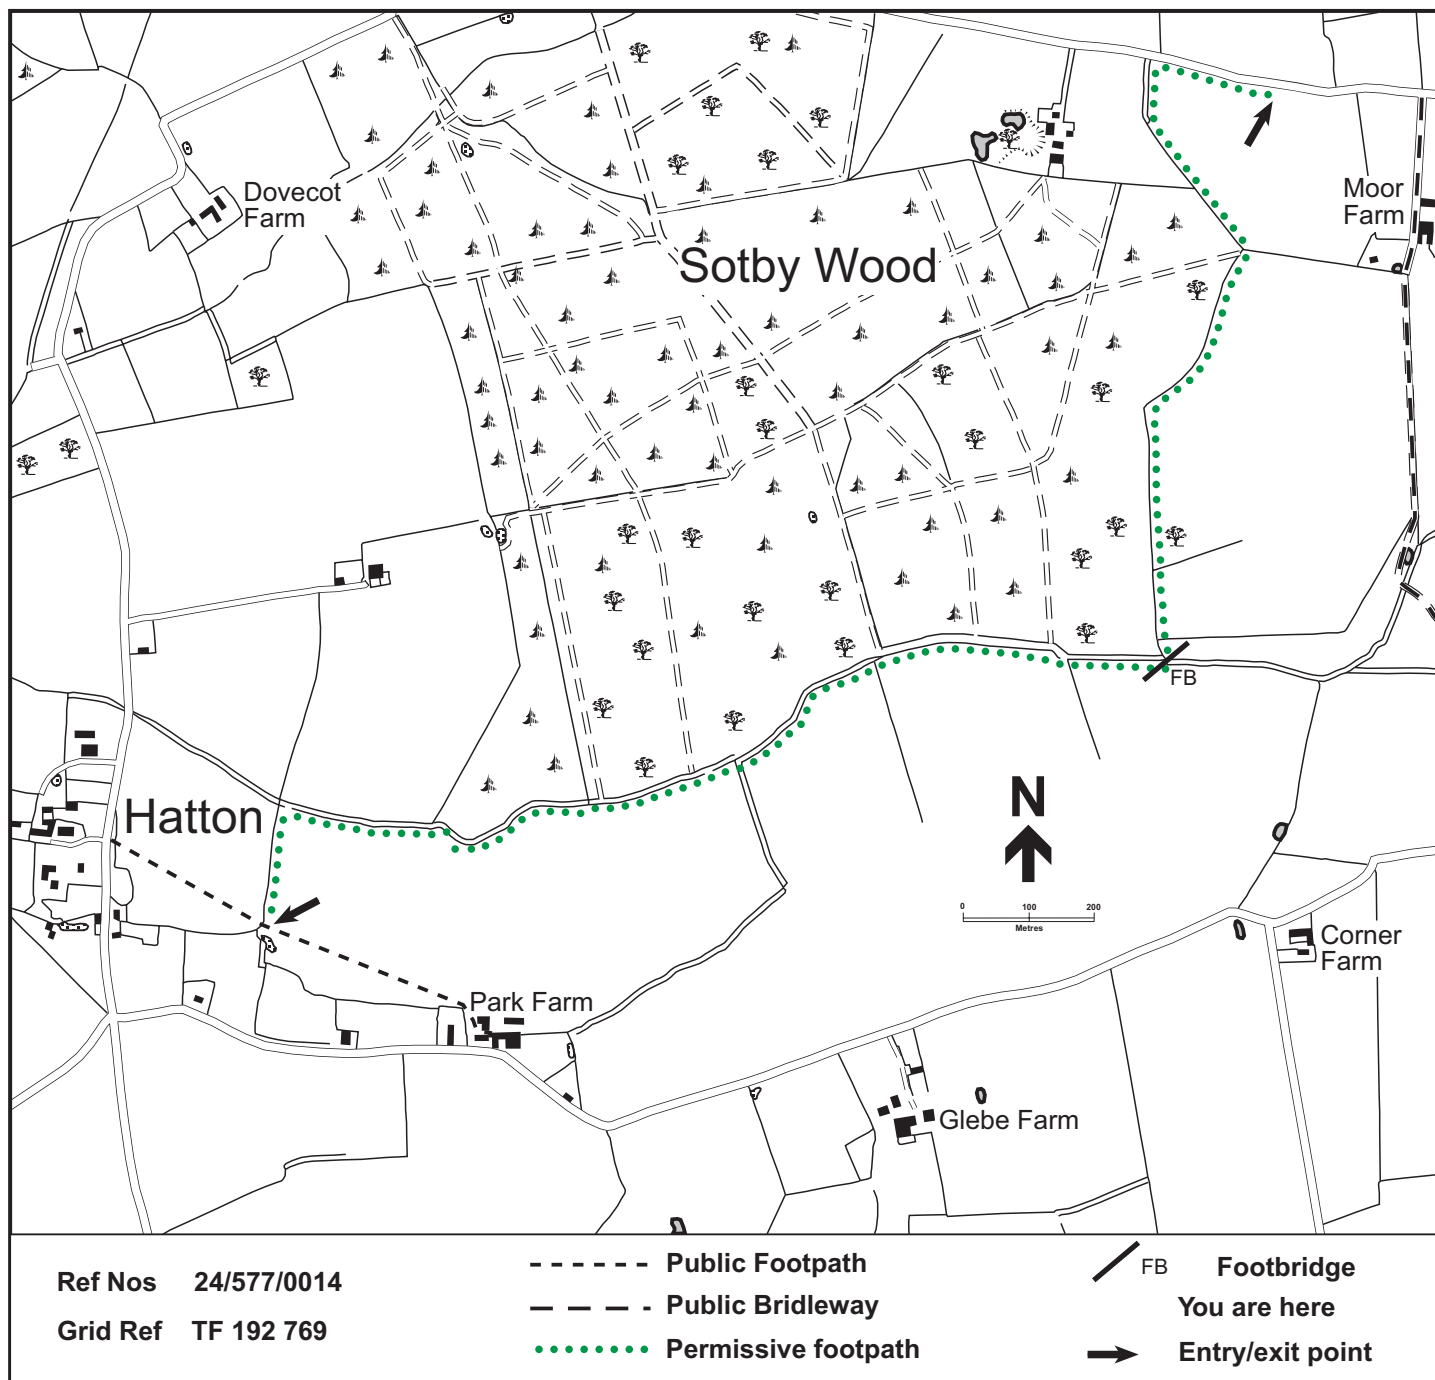 Dovecot
Farm
Moor
Farm
Sotby Wood
FB
N
Hatton
0 100 200
Metres
Corner
Farm
Park Farm
Glebe Farm
Ref Nos 24/577/0014
Grid Ref TF 192 769
Public Footpath
Public Bridleway
Permissive footpath
FB Footbridge
You are here
Entry/exit point